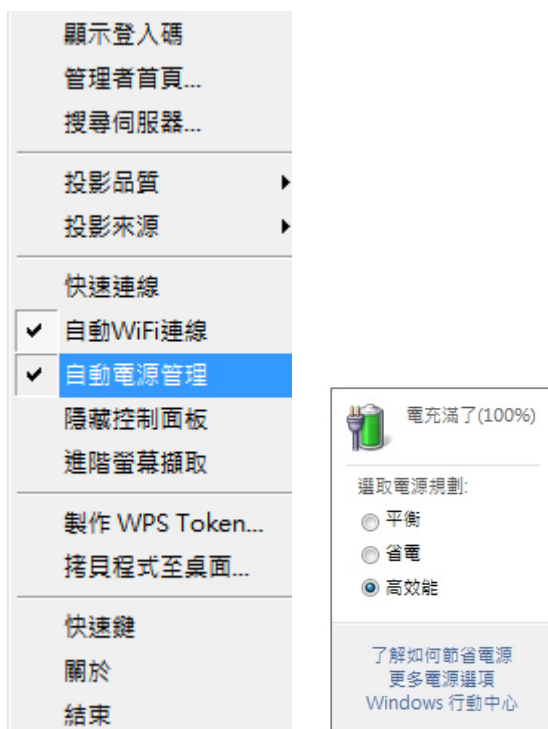 顯示登入碼
管理者首頁...
搜尋伺服器...
投影品質
投影來源
快速連線
自動WiFi連線
自動電源管理
隱藏控制面板
進階螢幕擷取
製作 WPS Token...
拷貝程式至桌面...
快速鍵
關於
結束
電充滿了(100%)
選取電源規劃:
平衡
省電
高效能
了解如何節省電源
更多電源選項
Windows 行動中心